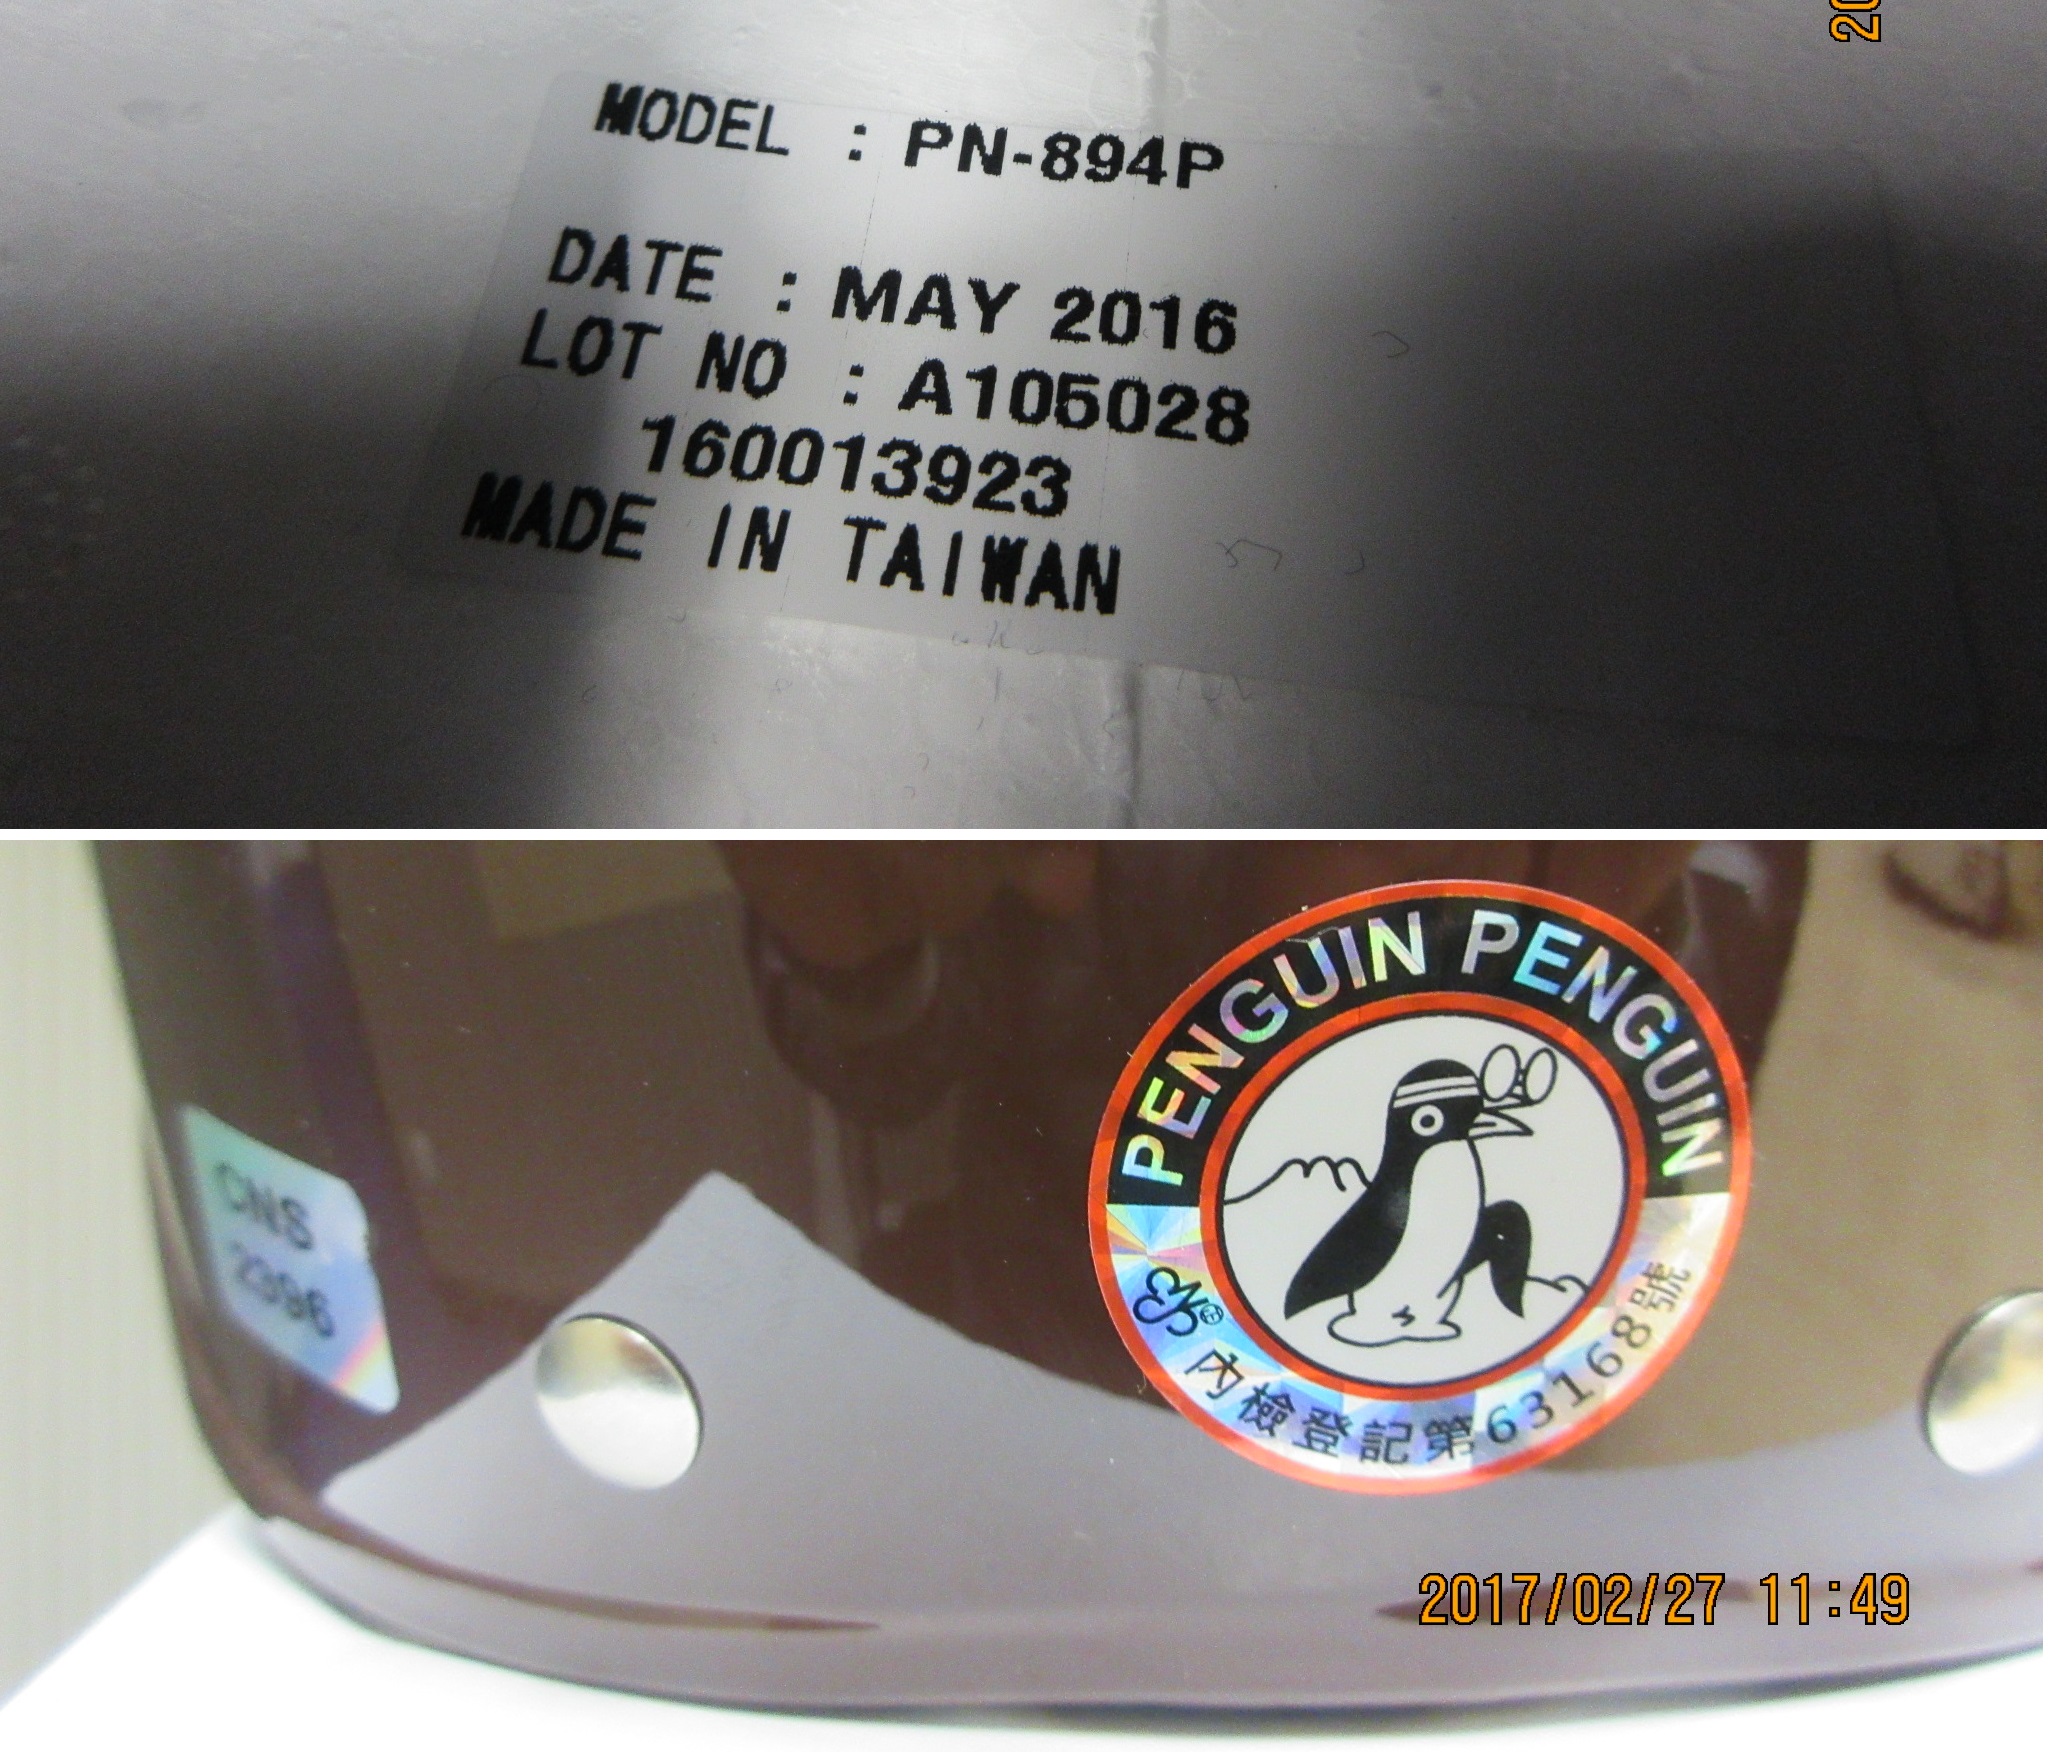 20
MODEL : PN-894P
DATE : MAY 2016
LOT NO : A105028
160013923
MADE IN TAIWAN
PENGUIN PENGUIN
CNS
2396
內檢登記第63168號
2017/02/27 11:49